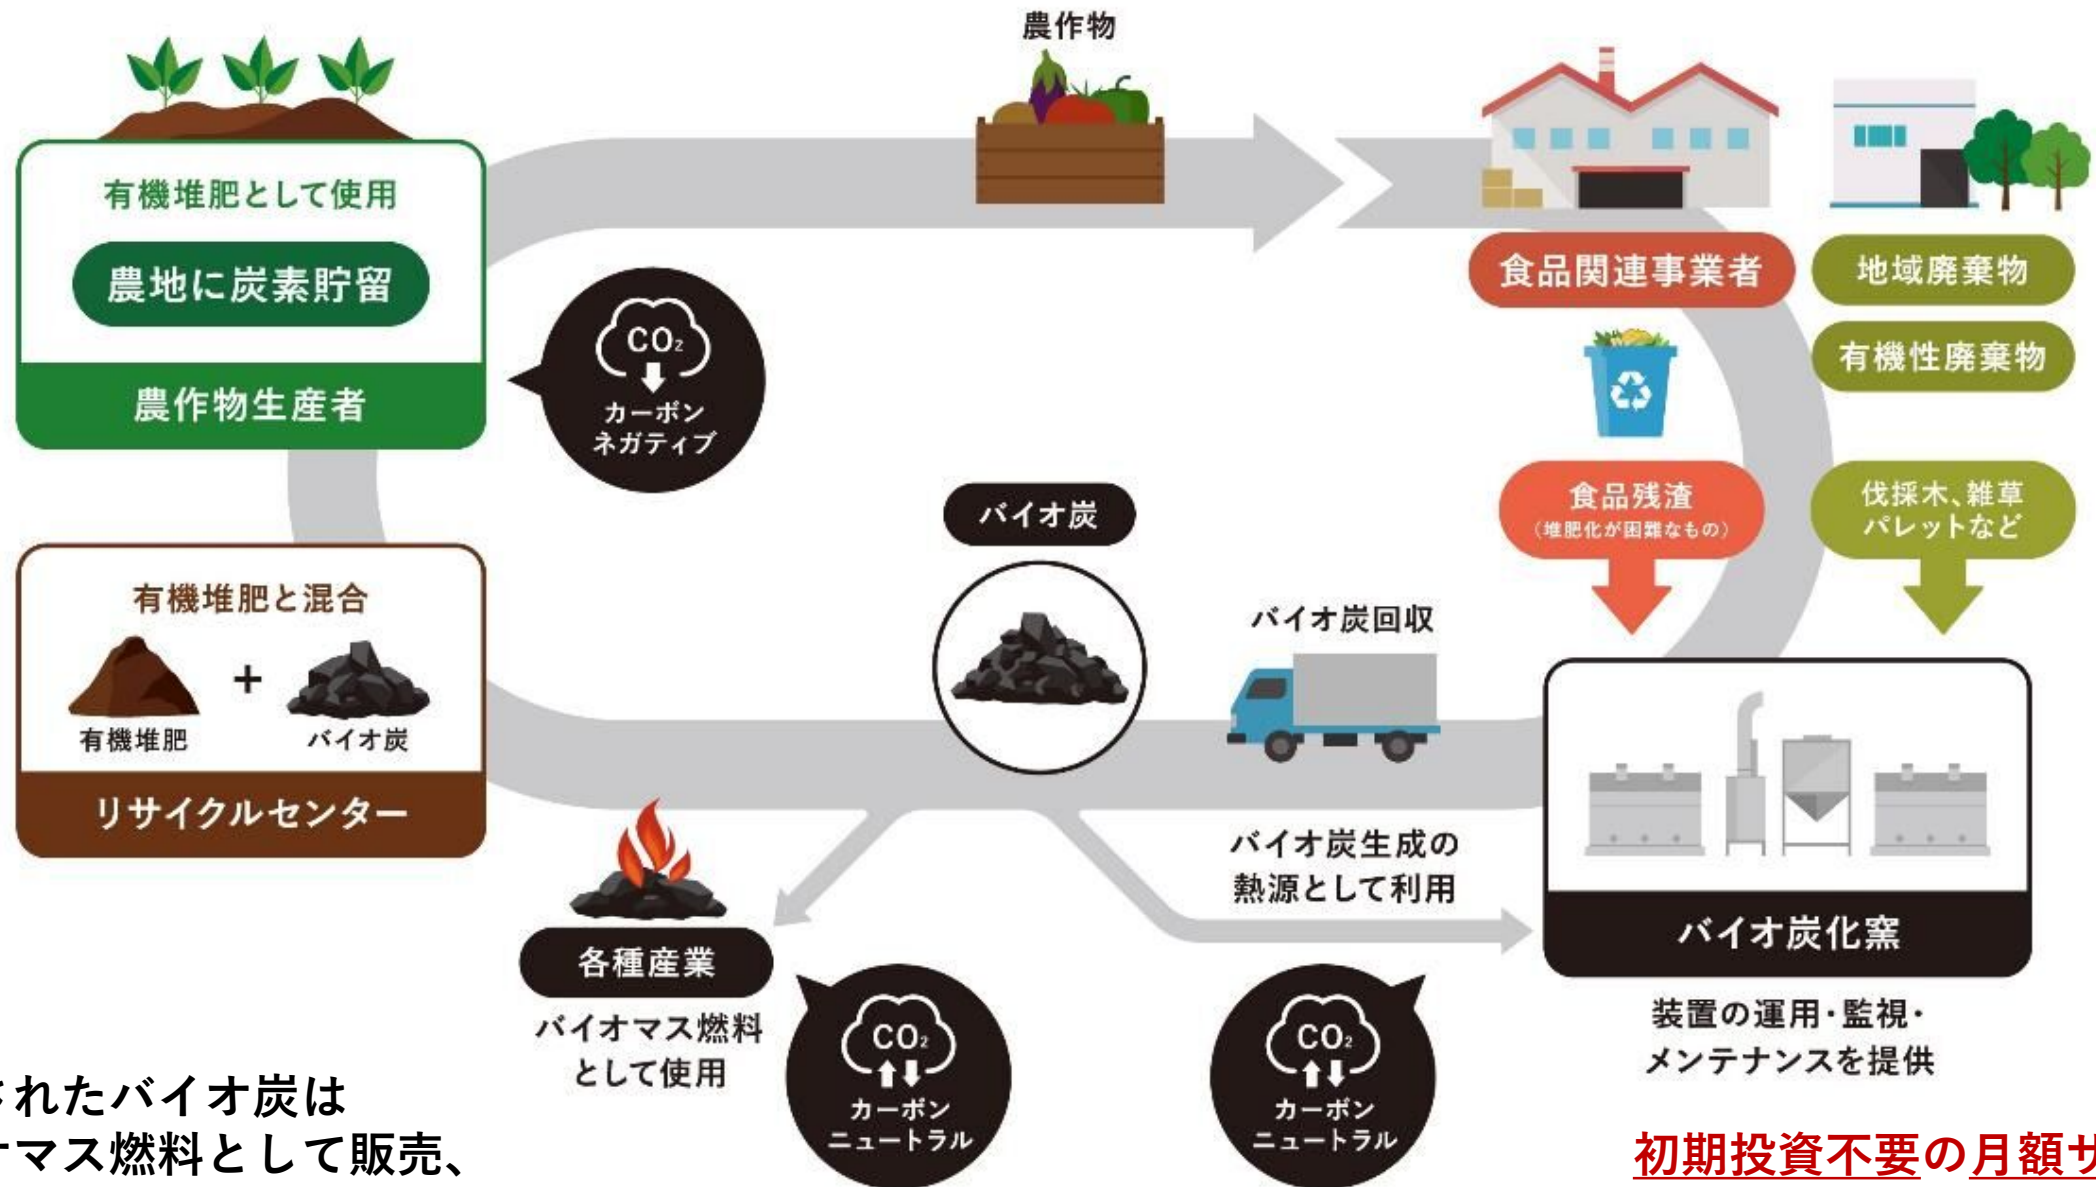 農作物
有機堆肥として使用
農地に炭素貯留
農作物生産者
CO₂
カーボン
ネガティブ
食品関連事業者
地域廃棄物
有機性廃棄物
食品残渣
（堆肥化が困難なもの）
伐採木、雑草
パレットなど
バイオ炭
バイオ炭回収
有機堆肥と混合
+
有機堆肥
バイオ炭
リサイクルセンター
バイオ炭生成の
熱源として利用
バイオ炭化窯
装置の運用・監視・
メンテナンスを提供
各種産業
バイオマス燃料
として使用
CO₂
カーボン
ニュートラル
CO₂
カーボン
ニュートラル
されたバイオ炭は
オマス燃料として販売、
初期投資不要の月額サ